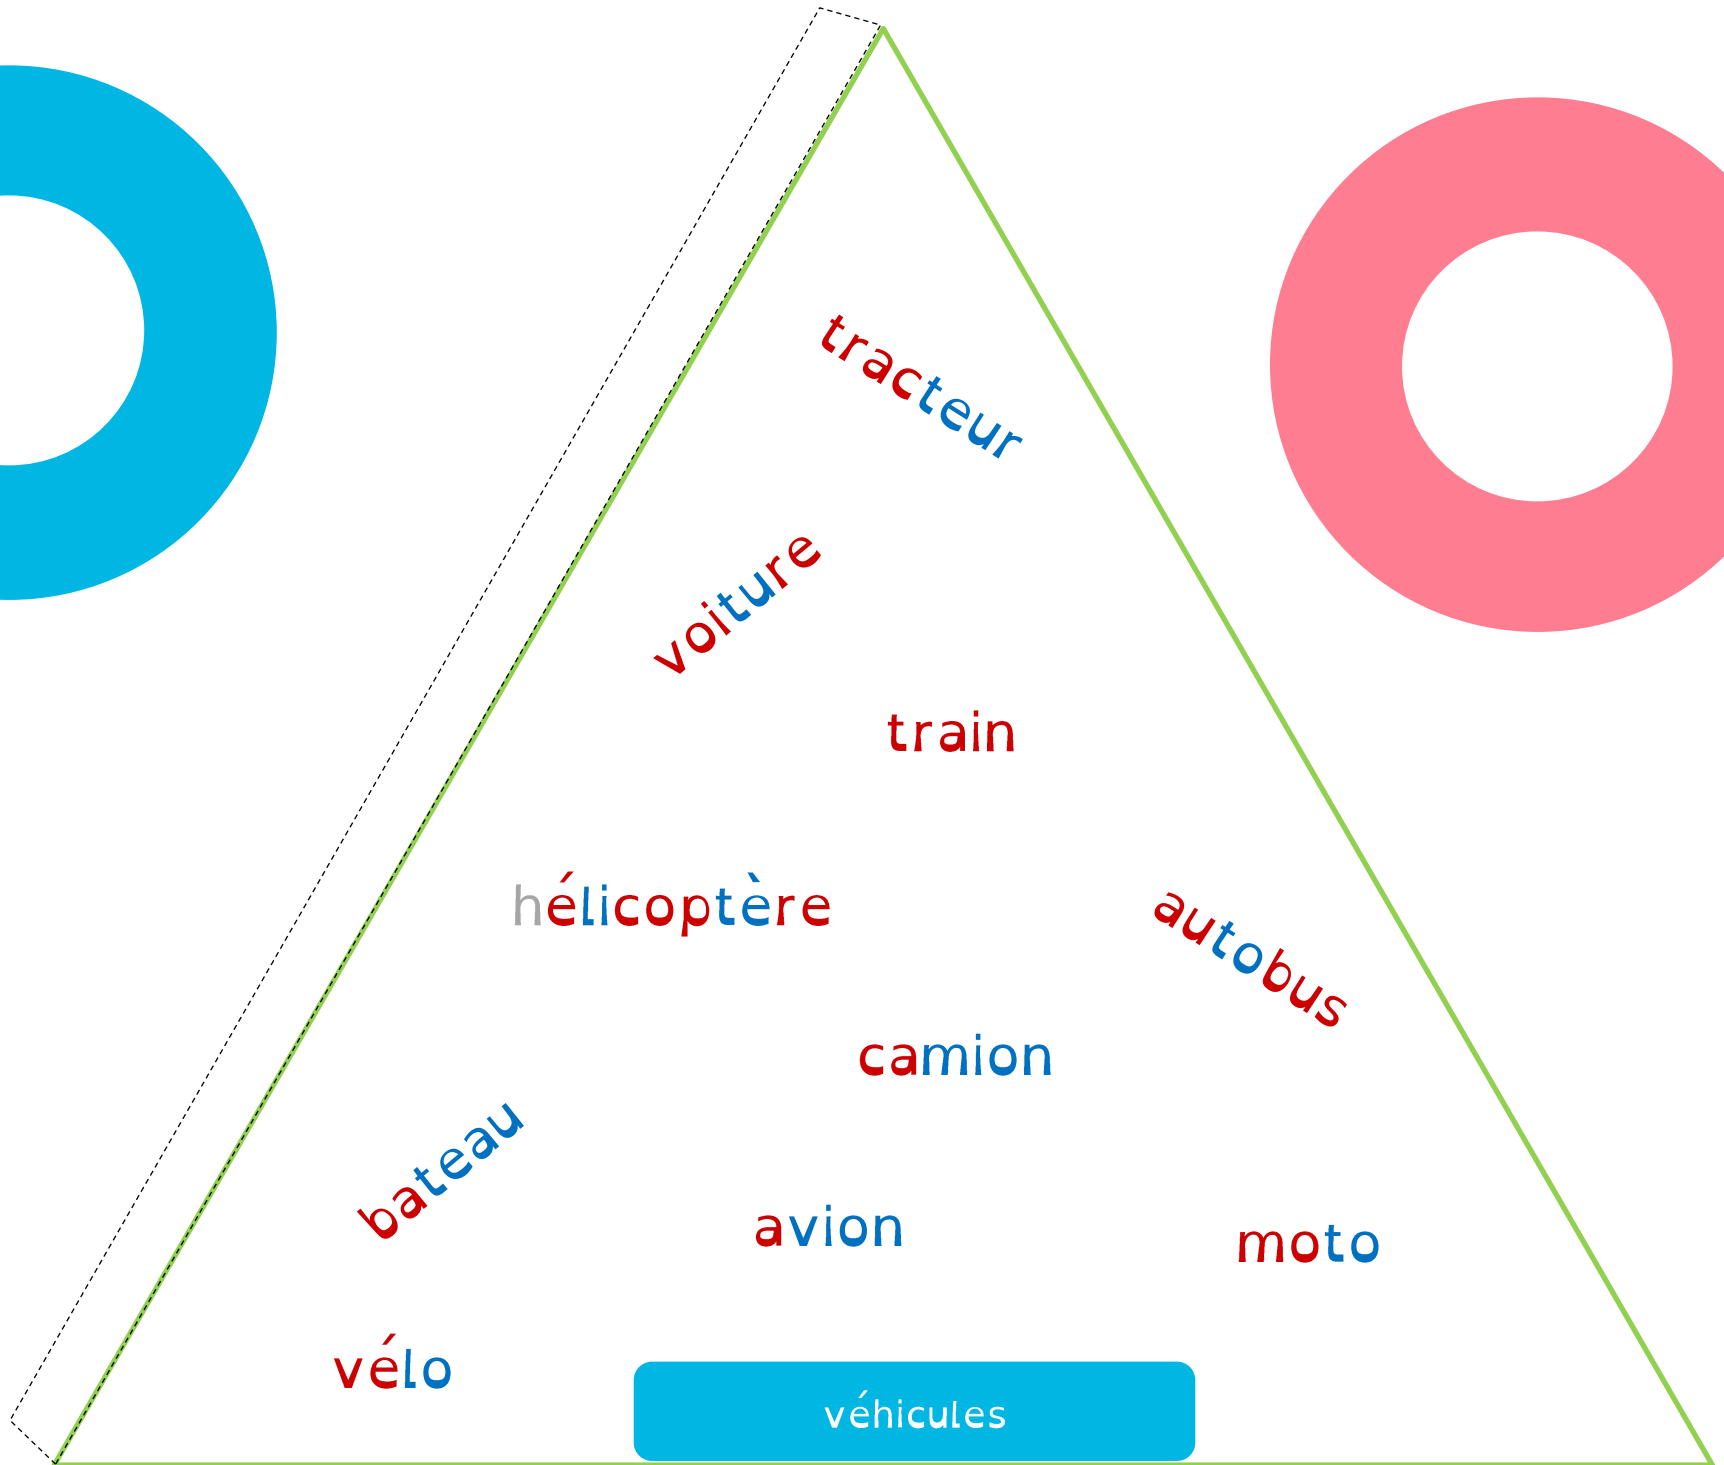 tracteur
voiture
train
hélicoptère
autobus
camion
bateau
avion
moto
vélo
véhicules